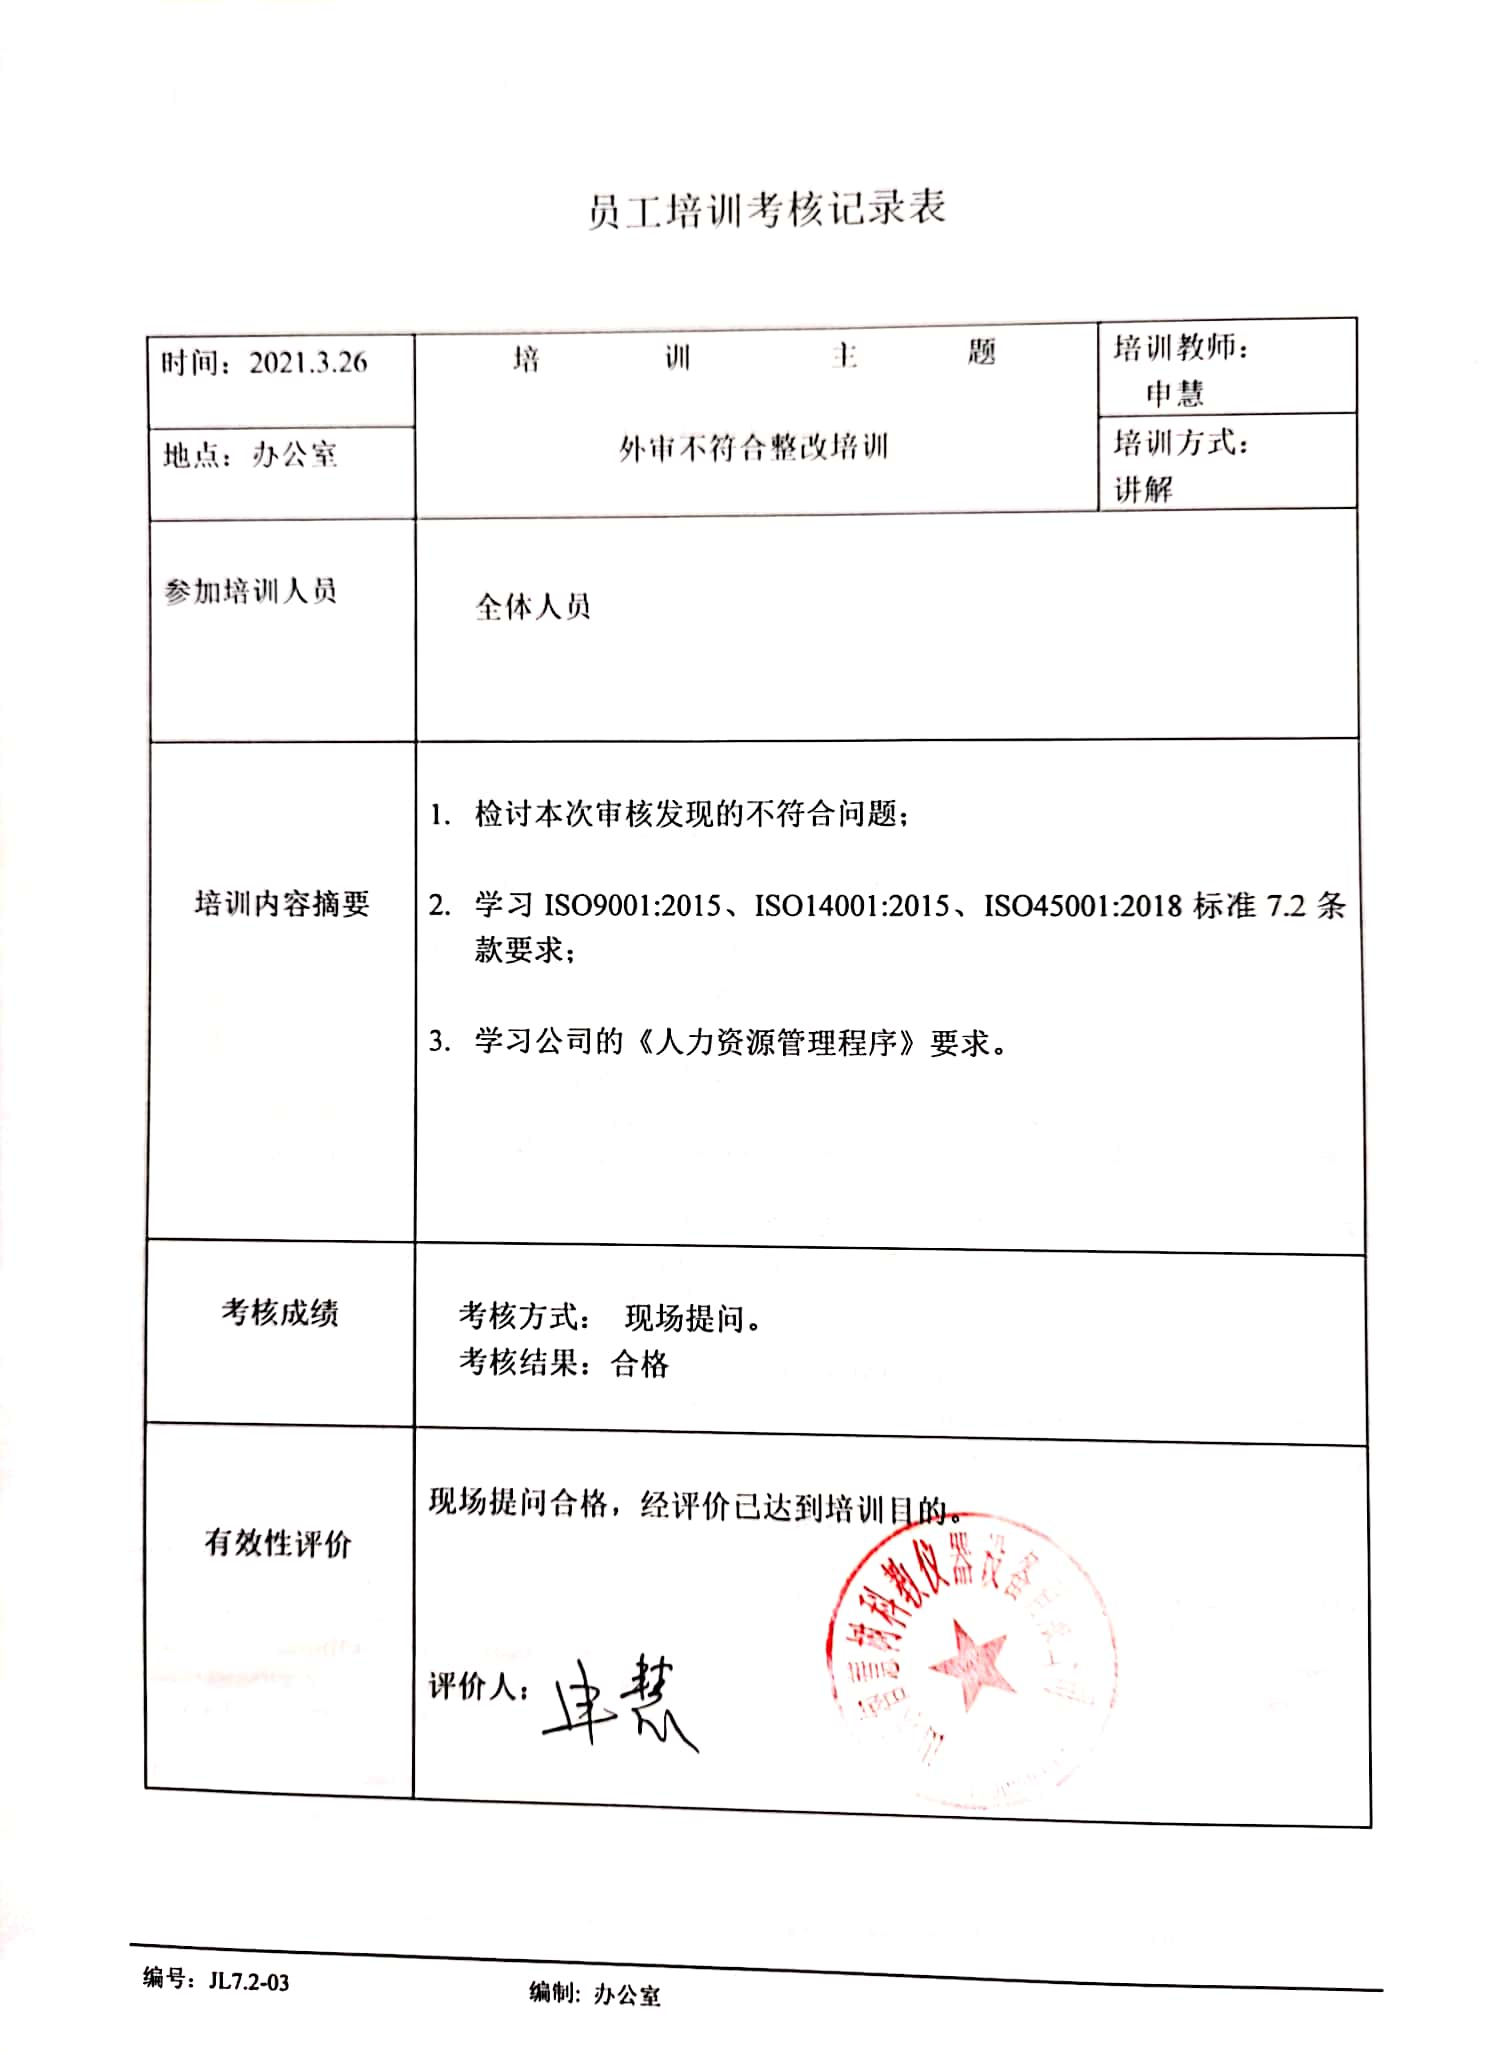 员工培训考核记录表
时间：2021.3.26
培 训 主 题
培训教师：
申慧
地点：办公室
外审不符合整改培训
培训方式：
讲解
参加培训人员
全体人员
培训内容摘要
1. 检讨本次审核发现的不符合问题；
2. 学习 ISO9001:2015、ISO14001:2015、ISO45001:2018 标准 7.2 条
款要求；
3. 学习公司的《人力资源管理程序》要求。
考核成绩
考核方式： 现场提问。
考核结果：合格
有效性评价
现场提问合格，经评价已达到培训目的。
科教仪器设备
评价人：申慧
编号：JL7.2-03
编制：办公室